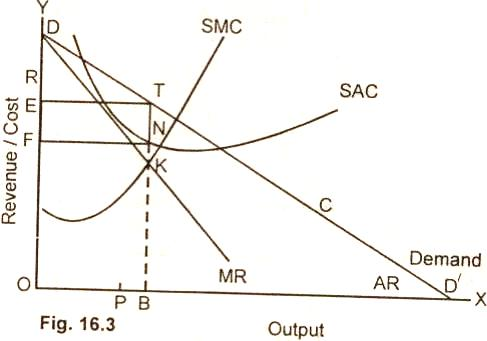 Y
D
SMC
R
T
SAC
E
N
F
K
Revenue / Cost
C
Demand
MR
AR
D′
O
X
P
B
Fig. 16.3
Output